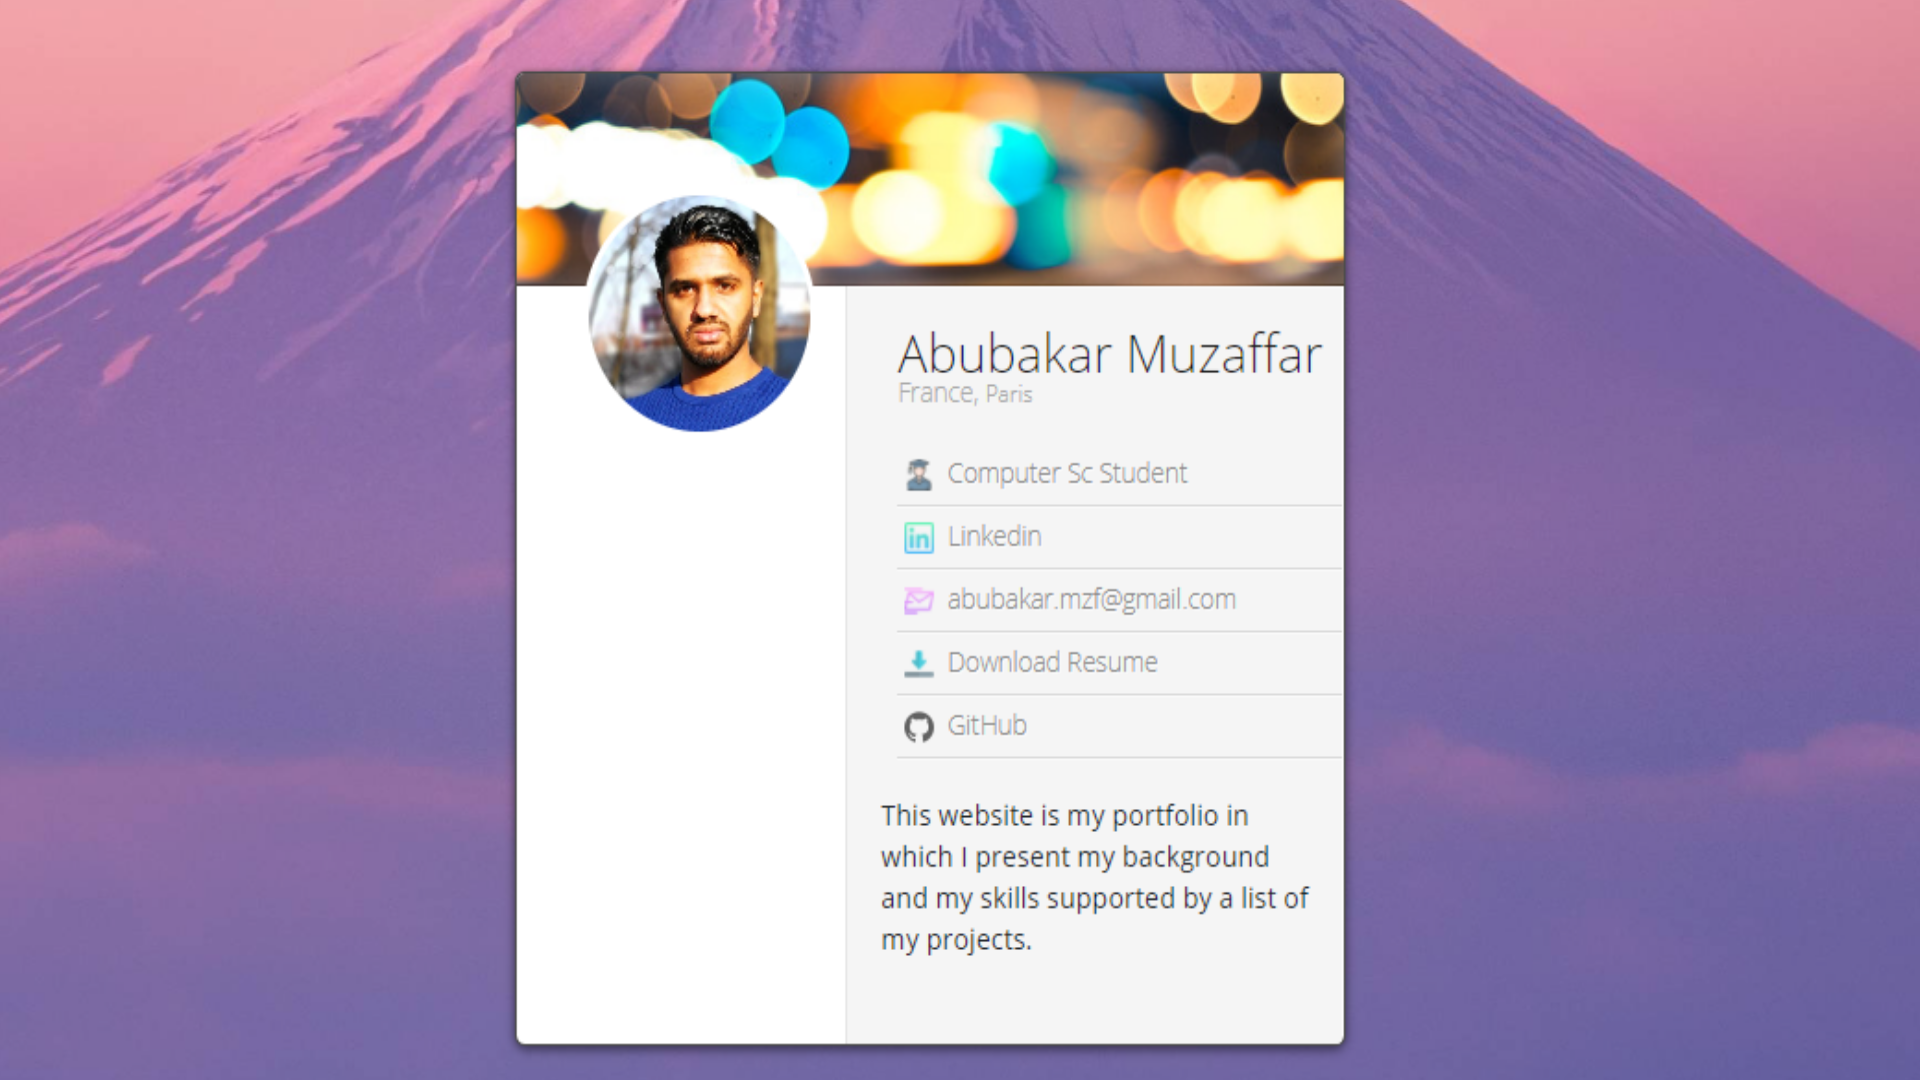 Abubakar Muzaffar
France, Paris
Computer Sc Student
in Linkedin
abubakar.mzf@gmail.com
Download Resume
GitHub
This website is my portfolio in
which I present my background
and my skills supported by a list of
my projects.